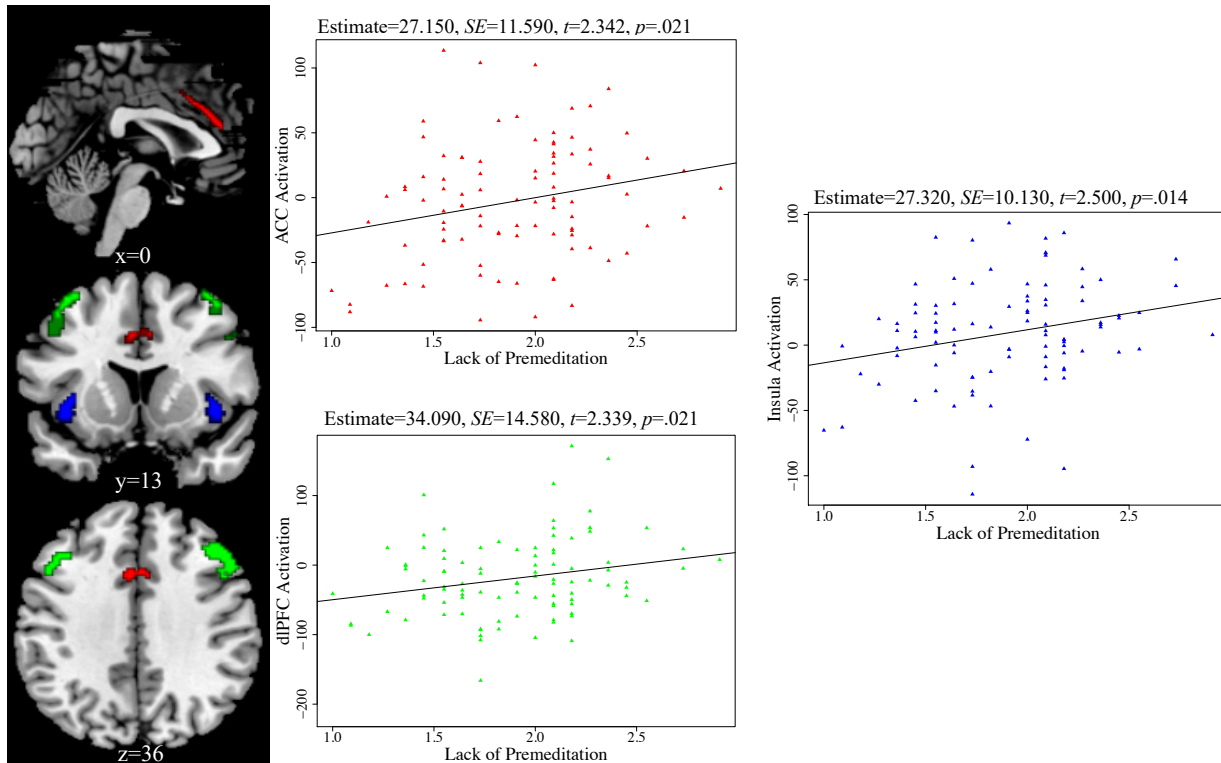 x=0
y=13
z=36
Estimate=27.150, SE=11.590, t=2.342, p=.021
ACC Activation
100
50
0
−50
−100
1.0 1.5 2.0 2.5
Lack of Premeditation
Estimate=34.090, SE=14.580, t=2.339, p=.021
dlPFC Activation
100
0
−100
−200
1.0 1.5 2.0 2.5
Lack of Premeditation
Estimate=27.320, SE=10.130, t=2.500, p=.014
Insula Activation
100
50
0
−50
−100
1.0 1.5 2.0 2.5
Lack of Premeditation